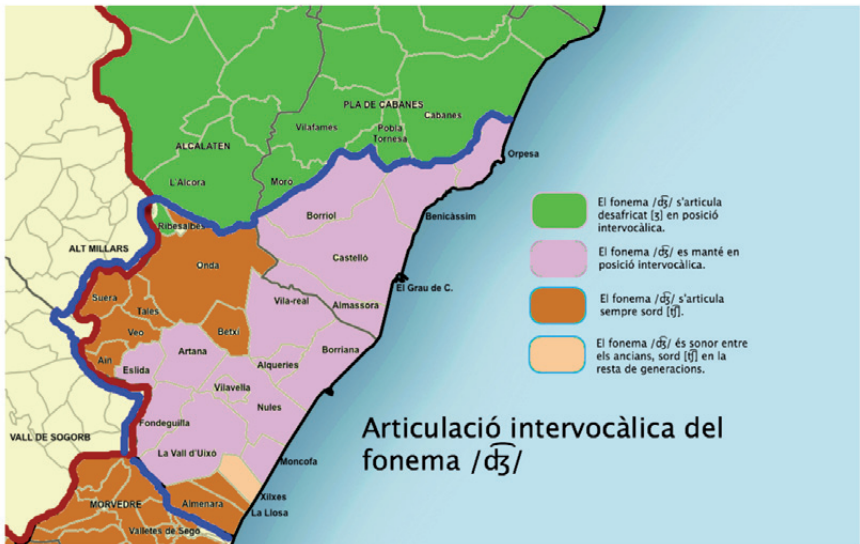 PLA DE CABANES
Cabanes
Vilafames
Pobla
Tornesa
ALCALATEN
Orpesa
L'Alcora
Moro
Borriol
Benicàssim
Ribesalbes
ALT MILLARS
Onda
Castelló
El Grau de C.
Suera
Vila-real
Almassora
Tales
Veo
Betxí
Artana
Borriana
Aín
Eslida
Alqueries
Vilavella
Nules
Fondeguilla
VALL DE SOGORB
La Vall d'Uixó
Moncofa
Xilxes
MORVEDRE
Almenara
La Llosa
Valletes de Sego
El fonema /d͡ʒ/ s'articula
desafricat [ʒ] en posició
intervocàlica.
El fonema /d͡ʒ/ es manté en
posició intervocàlica.
El fonema /d͡ʒ/ s'articula
sempre sord [t͡ʃ].
El fonema /d͡ʒ/ és sonor entre
els ancians, sord [t͡ʃ] en la
resta de generacions.
Articulació intervocàlica del
fonema /d͡ʒ/